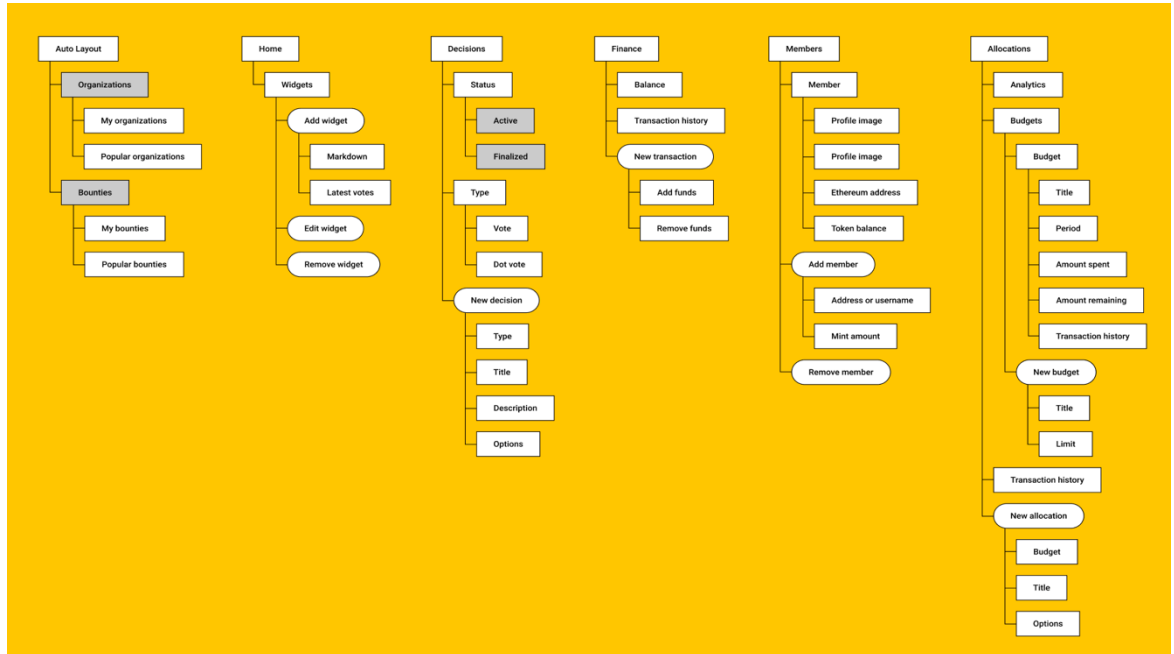 Auto Layout
Organizations
My organizations
Popular organizations
Bounties
My bounties
Popular bounties
Home
Widgets
Add widget
Markdown
Latest votes
Edit widget
Remove widget
Decisions
Status
Active
Finalized
Type
Vote
Dot vote
New decision
Type
Title
Description
Options
Finance
Balance
Transaction history
New transaction
Add funds
Remove funds
Members
Member
Profile image
Profile image
Ethereum address
Token balance
Add member
Address or username
Mint amount
Remove member
Allocations
Analytics
Budgets
Budget
Title
Period
Amount spent
Amount remaining
Transaction history
New budget
Title
Limit
Transaction history
New allocation
Budget
Title
Options